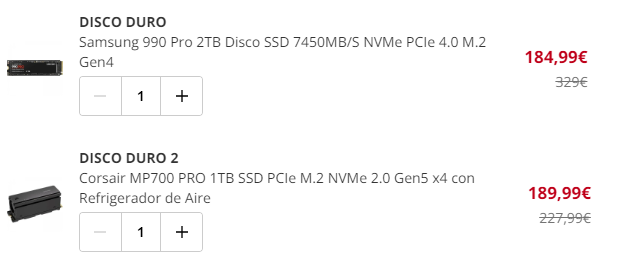 DISCO DURO
Samsung 990 Pro 2TB Disco SSD 7450MB/S NVMe PCIe 4.0 M.2
Gen4
184,99€
329€
1 +
DISCO DURO 2
Corsair MP700 PRO 1TB SSD PCIe M.2 NVMe 2.0 Gen5 x4 con
Refrigerador de Aire
189,99€
227,99€
1 +